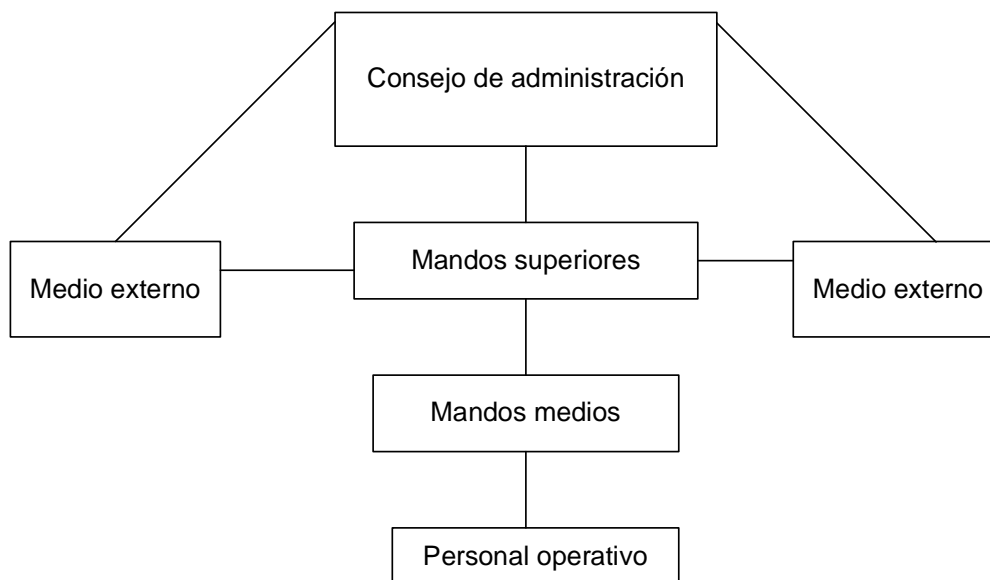 Consejo de administración
Mandos superiores
Medio externo
Medio externo
Mandos medios
Personal operativo